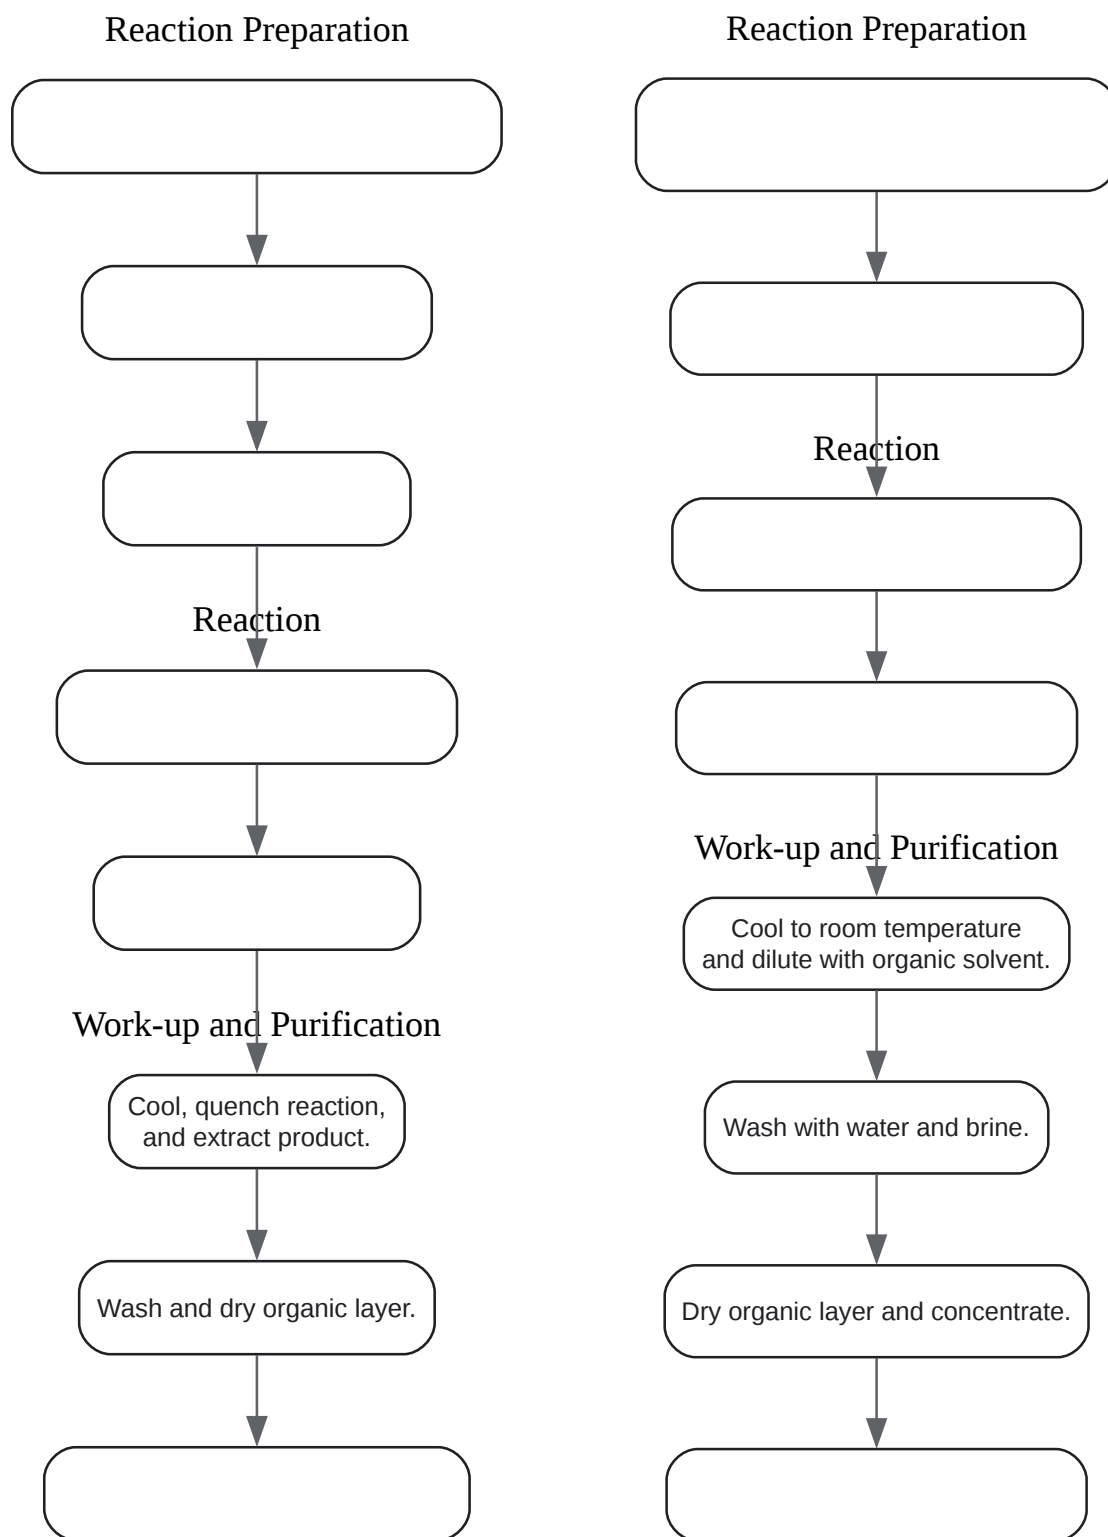 Reaction Preparation
Reaction
Work-up and Purification
Cool, quench reaction,
and extract product.
Wash and dry organic layer.
Reaction Preparation
Reaction
Work-up and Purification
Cool to room temperature
and dilute with organic solvent.
Wash with water and brine.
Dry organic layer and concentrate.